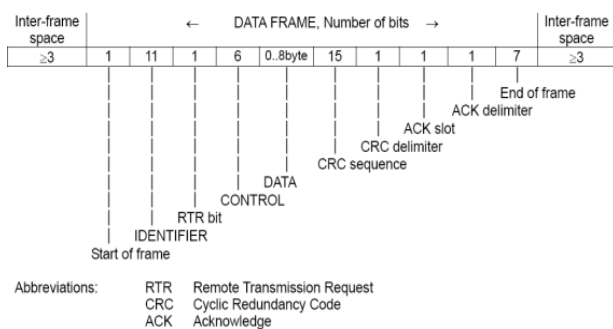 Inter-frame space ← DATA FRAME, Number of bits → Inter-frame space
≥3 1 11 1 6 0..8byte 15 1 1 1 7 ≥3
End of frame
ACK delimiter
ACK slot
CRC delimiter
CRC sequence
DATA
CONTROL
RTR bit
IDENTIFIER
Start of frame
Abbreviations: RTR Remote Transmission Request
CRC Cyclic Redundancy Code
ACK Acknowledge